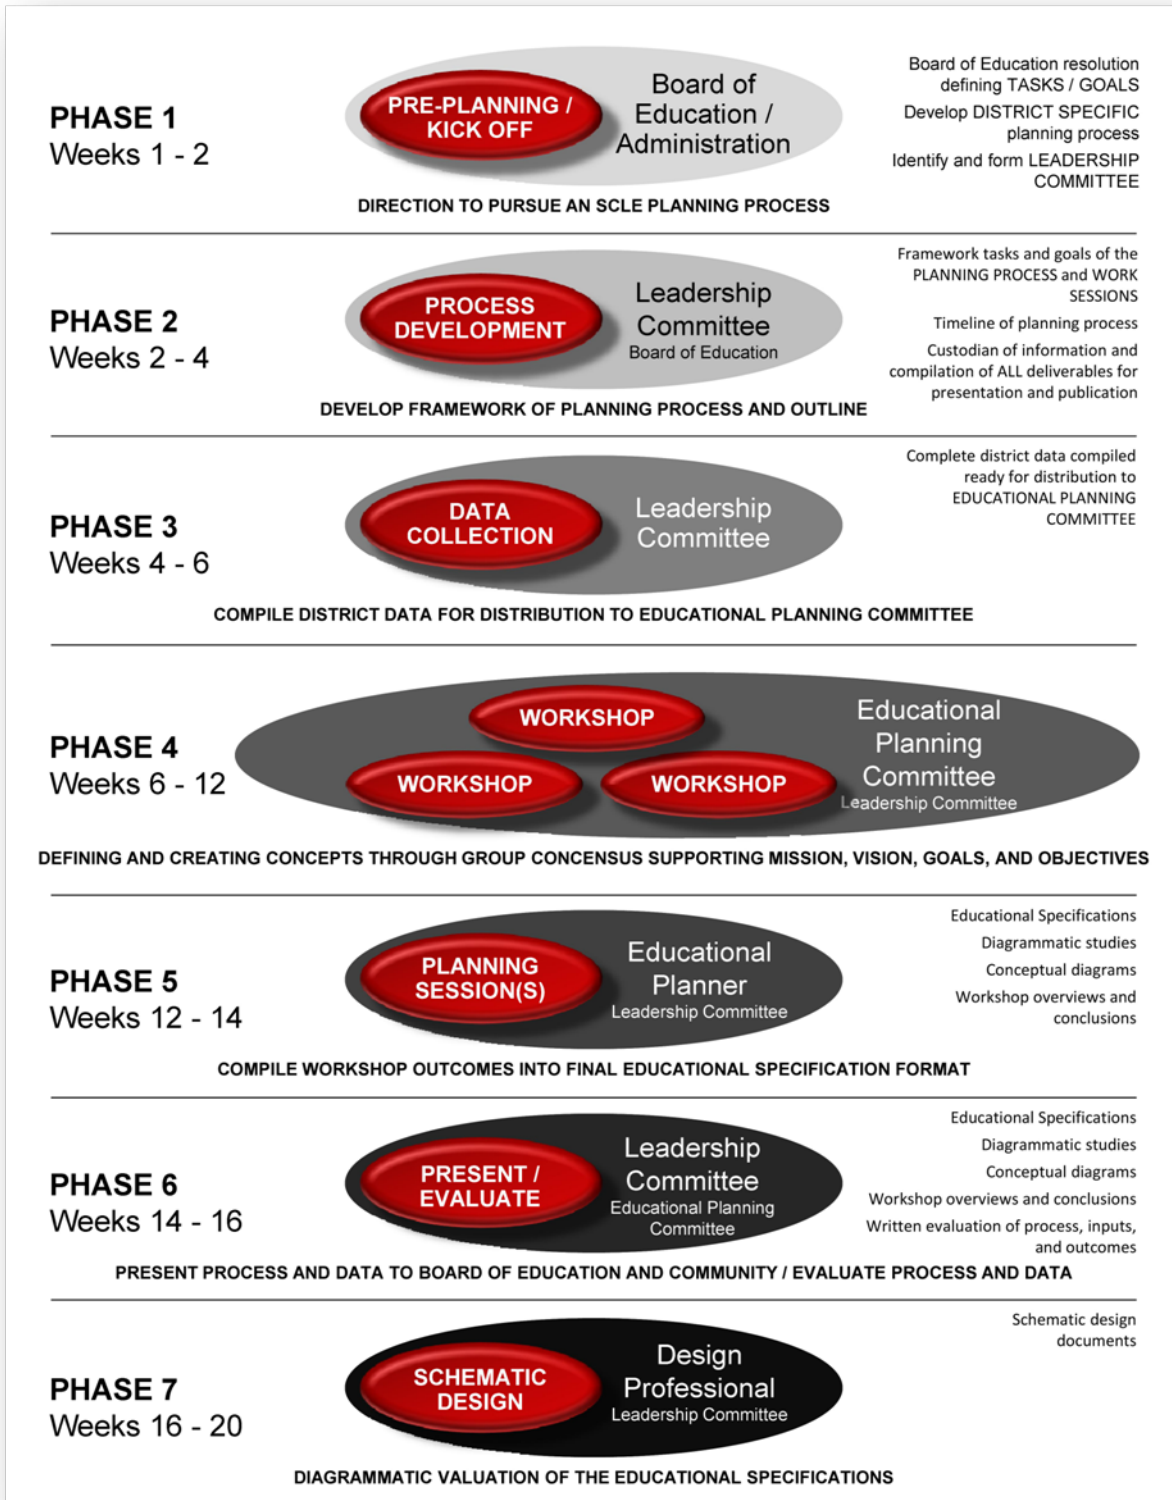 PHASE 1
Weeks 1 - 2
PRE-PLANNING /
KICK OFF
Board of
Education /
Administration
Board of Education resolution
defining TASKS / GOALS
Develop DISTRICT SPECIFIC
planning process
Identify and form LEADERSHIP
COMMITTEE
DIRECTION TO PURSUE AN SCLE PLANNING PROCESS
PHASE 2
Weeks 2 - 4
PROCESS
DEVELOPMENT
Leadership
Committee
Board of Education
Framework tasks and goals of the
PLANNING PROCESS and WORK
SESSIONS
Timeline of planning process
Custodian of information and
compilation of ALL deliverables for
presentation and publication
DEVELOP FRAMEWORK OF PLANNING PROCESS AND OUTLINE
PHASE 3
Weeks 4 - 6
DATA
COLLECTION
Leadership
Committee
Complete district data compiled
ready for distribution to
EDUCATIONAL PLANNING
COMMITTEE
COMPILE DISTRICT DATA FOR DISTRIBUTION TO EDUCATIONAL PLANNING COMMITTEE
PHASE 4
Weeks 6 - 12
WORKSHOP
WORKSHOP
WORKSHOP
Educational
Planning
Committee
Leadership Committee
DEFINING AND CREATING CONCEPTS THROUGH GROUP CONCENSUS SUPPORTING MISSION, VISION, GOALS, AND OBJECTIVES
PHASE 5
Weeks 12 - 14
PLANNING
SESSION(S)
Educational
Planner
Leadership Committee
Educational Specifications
Diagrammatic studies
Conceptual diagrams
Workshop overviews and
conclusions
COMPILE WORKSHOP OUTCOMES INTO FINAL EDUCATIONAL SPECIFICATION FORMAT
PHASE 6
Weeks 14 - 16
PRESENT /
EVALUATE
Leadership
Committee
Educational Planning
Committee
Educational Specifications
Diagrammatic studies
Conceptual diagrams
Workshop overviews and conclusions
Written evaluation of process, inputs,
and outcomes
PRESENT PROCESS AND DATA TO BOARD OF EDUCATION AND COMMUNITY / EVALUATE PROCESS AND DATA
PHASE 7
Weeks 16 - 20
SCHEMATIC
DESIGN
Design
Professional
Leadership Committee
Schematic design
documents
DIAGRAMMATIC VALUATION OF THE EDUCATIONAL SPECIFICATIONS